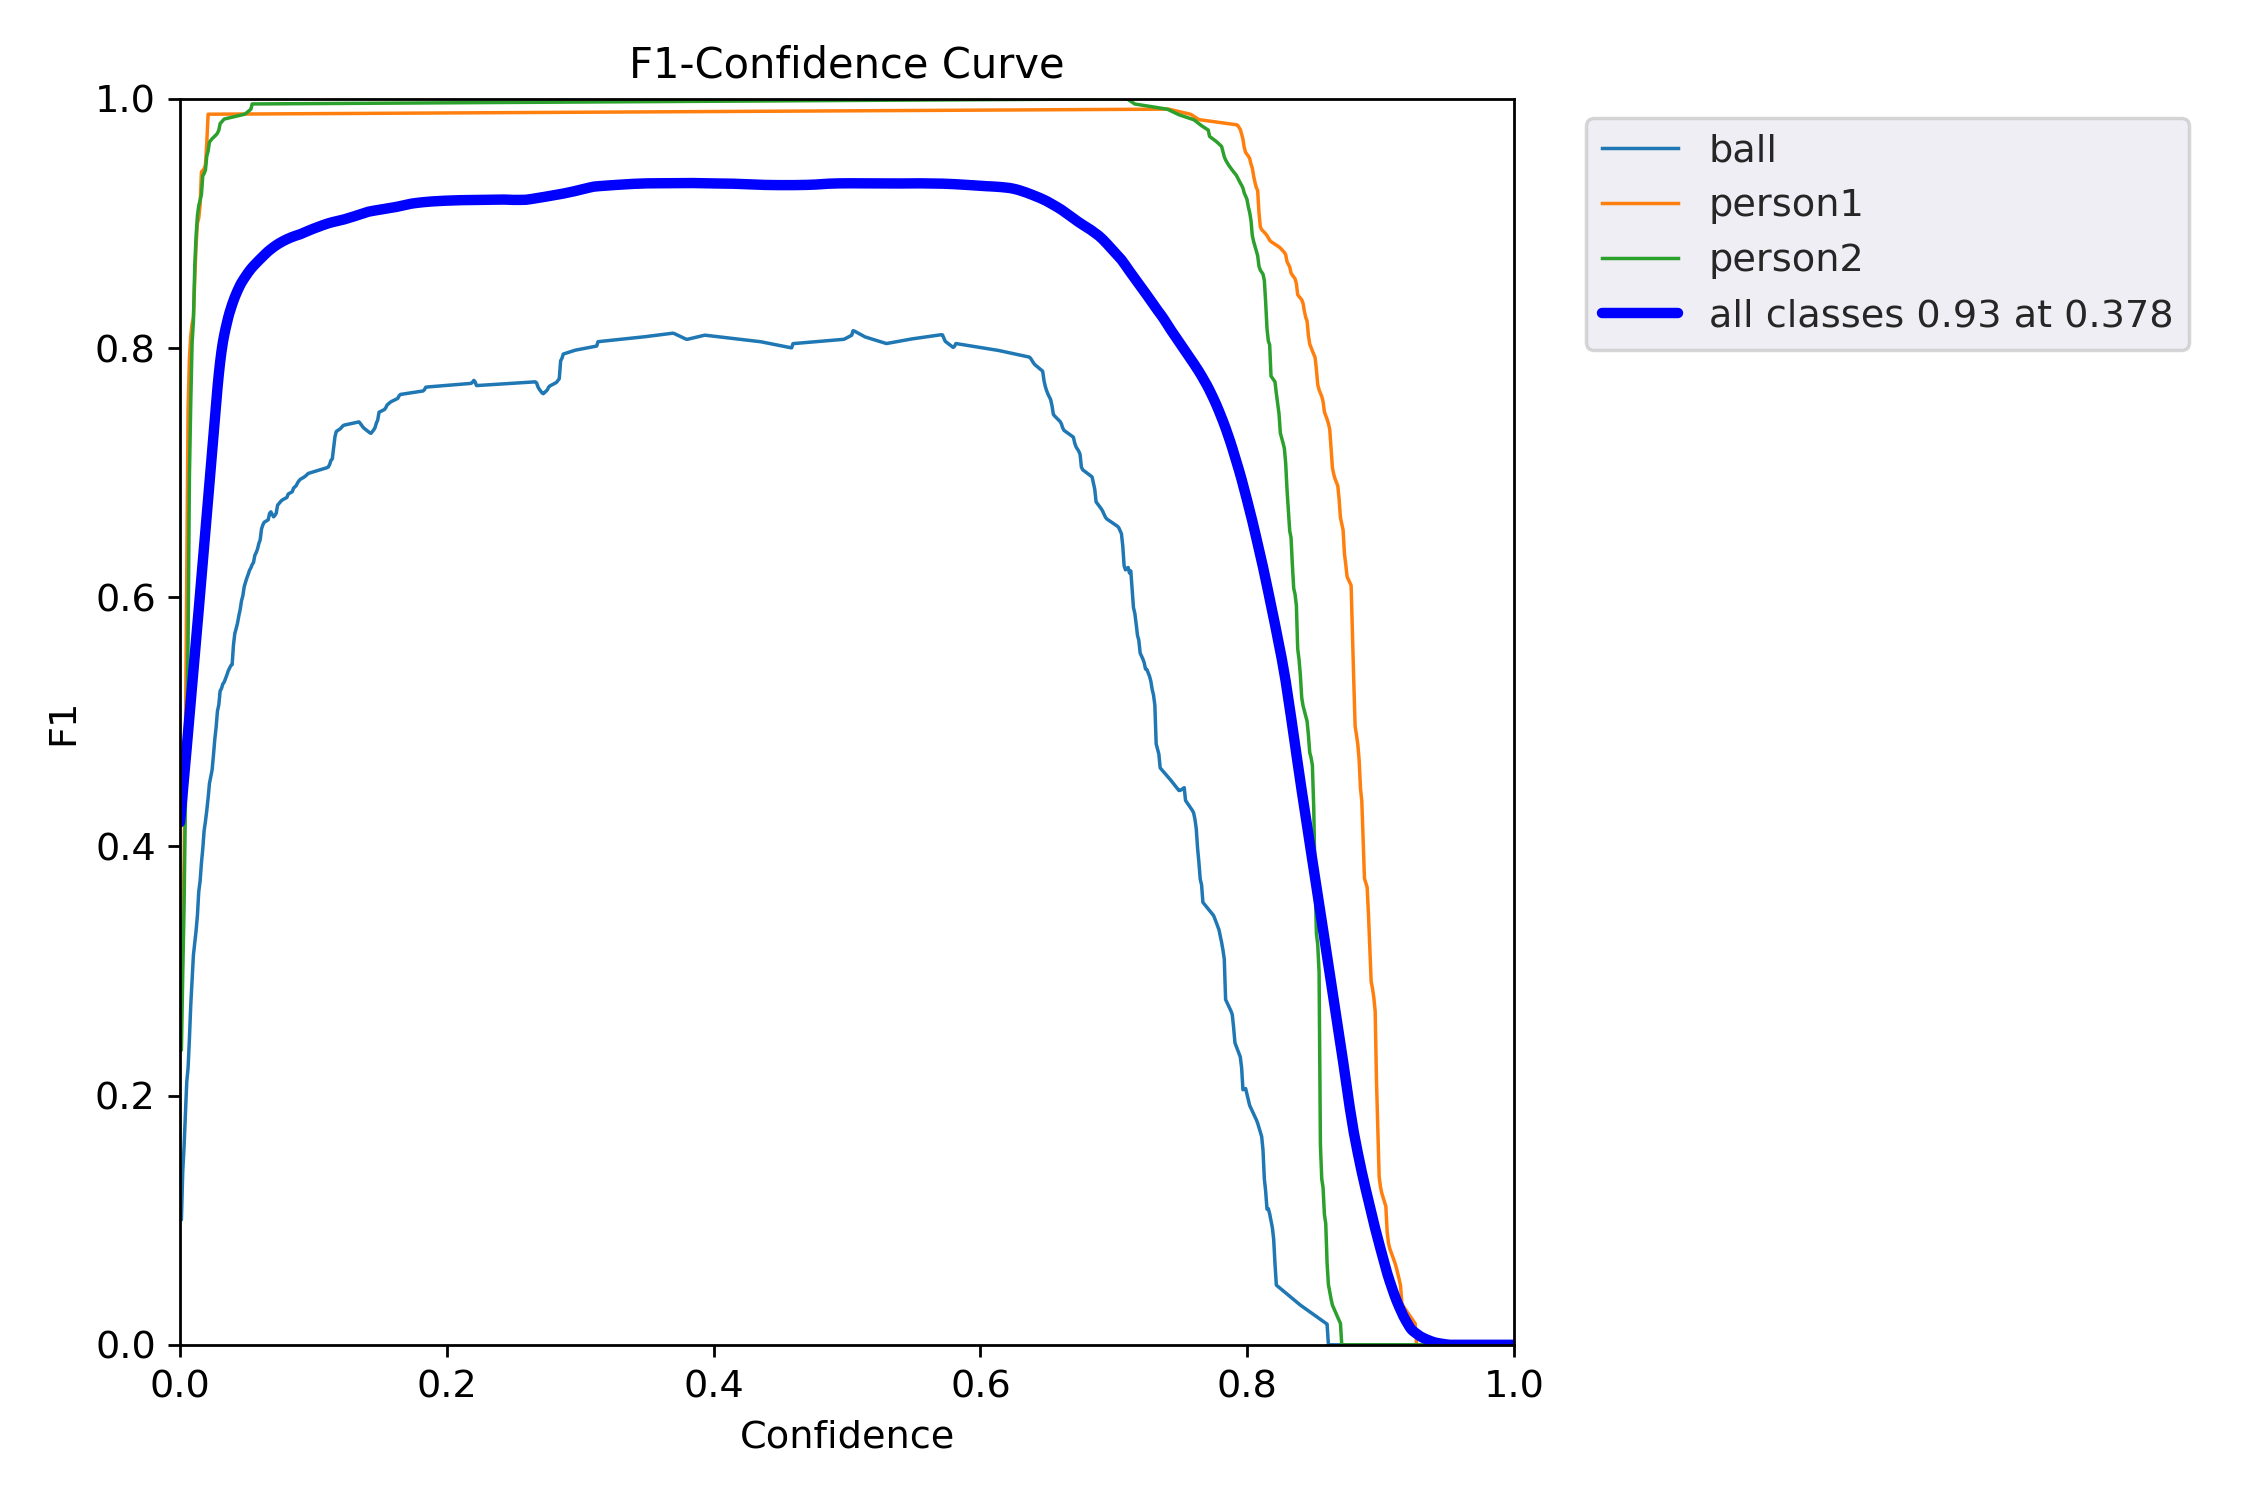 F1-Confidence Curve
1.0
0.8
0.6
0.4
0.2
0.0
F1
0.0 0.2 0.4 0.6 0.8 1.0
Confidence
ball
person1
person2
all classes 0.93 at 0.378